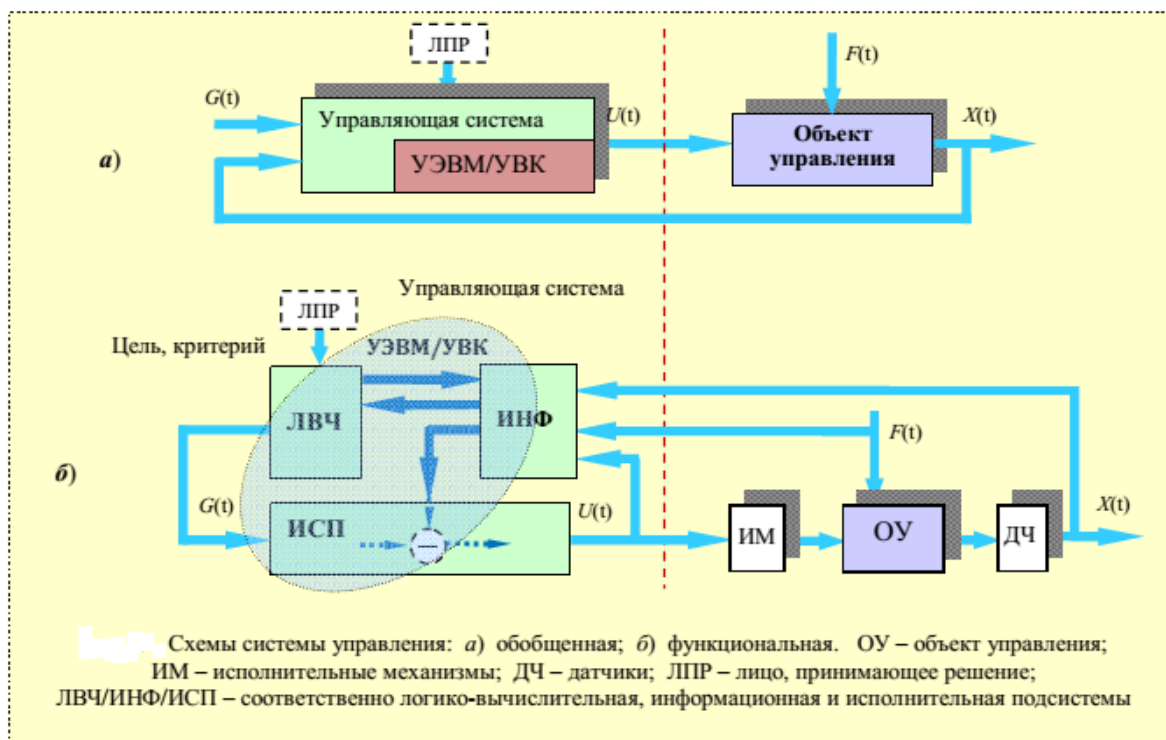 ЛПР
F(t)
G(t)
Управляющая система
U(t)
Объект
управления
X(t)
а)
УЭВМ/УВК
Управляющая система
ЛПР
Цель, критерий
УЭВМ/УВК
ЛВЧ
ИНФ
F(t)
б)
G(t)
ИСП
U(t)
ИМ
ОУ
ДЧ
X(t)
Схемы системы управления: а) обобщенная; б) функциональная. ОУ – объект управления;
ИМ – исполнительные механизмы; ДЧ – датчики; ЛПР – лицо, принимающее решение;
ЛВЧ/ИНФ/ИСП – соответственно логико-вычислительная, информационная и исполнительная подсистемы